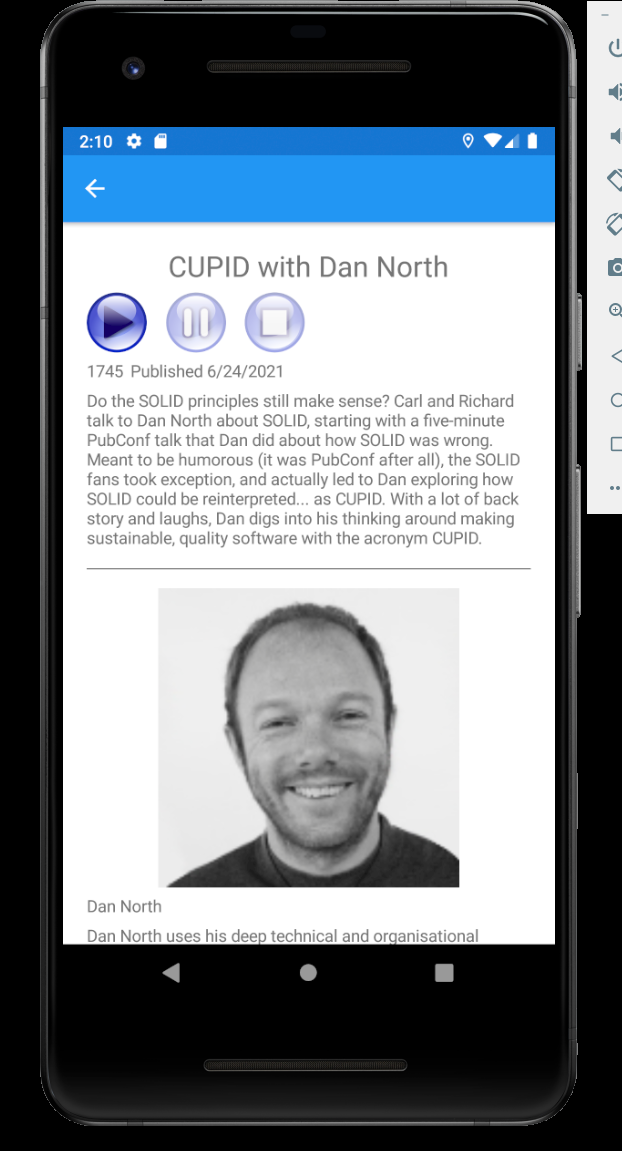 2:10
CUPID with Dan North
1745 Published 6/24/2021
Do the SOLID principles still make sense? Carl and Richard
talk to Dan North about SOLID, starting with a five-minute
PubConf talk that Dan did about how SOLID was wrong.
Meant to be humorous (it was PubConf after all), the SOLID
fans took exception, and actually led to Dan exploring how
SOLID could be reinterpreted... as CUPID. With a lot of back
story and laughs, Dan digs into his thinking around making
sustainable, quality software with the acronym CUPID.
Dan North
Dan North uses his deep technical and organisational